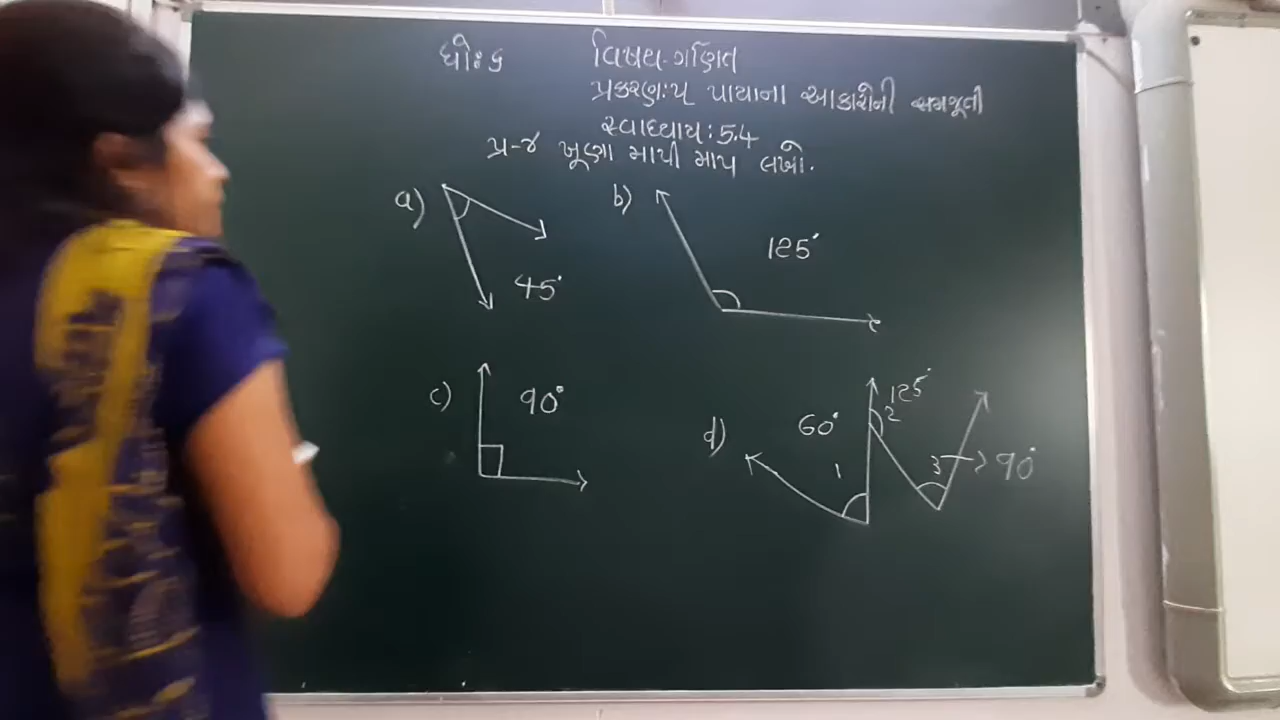 ધો:૬ વિષય-ગણિત
પ્રકરણ:૫ પાયાના આકારોની સમજૂતી
સ્વાધ્યાય:5.4
પ્ર-૪ ખૂણા માપી માપ લખો.
a) 45°
b) 125°
c) 90°
d) 60° 1 125° 2 3 90°